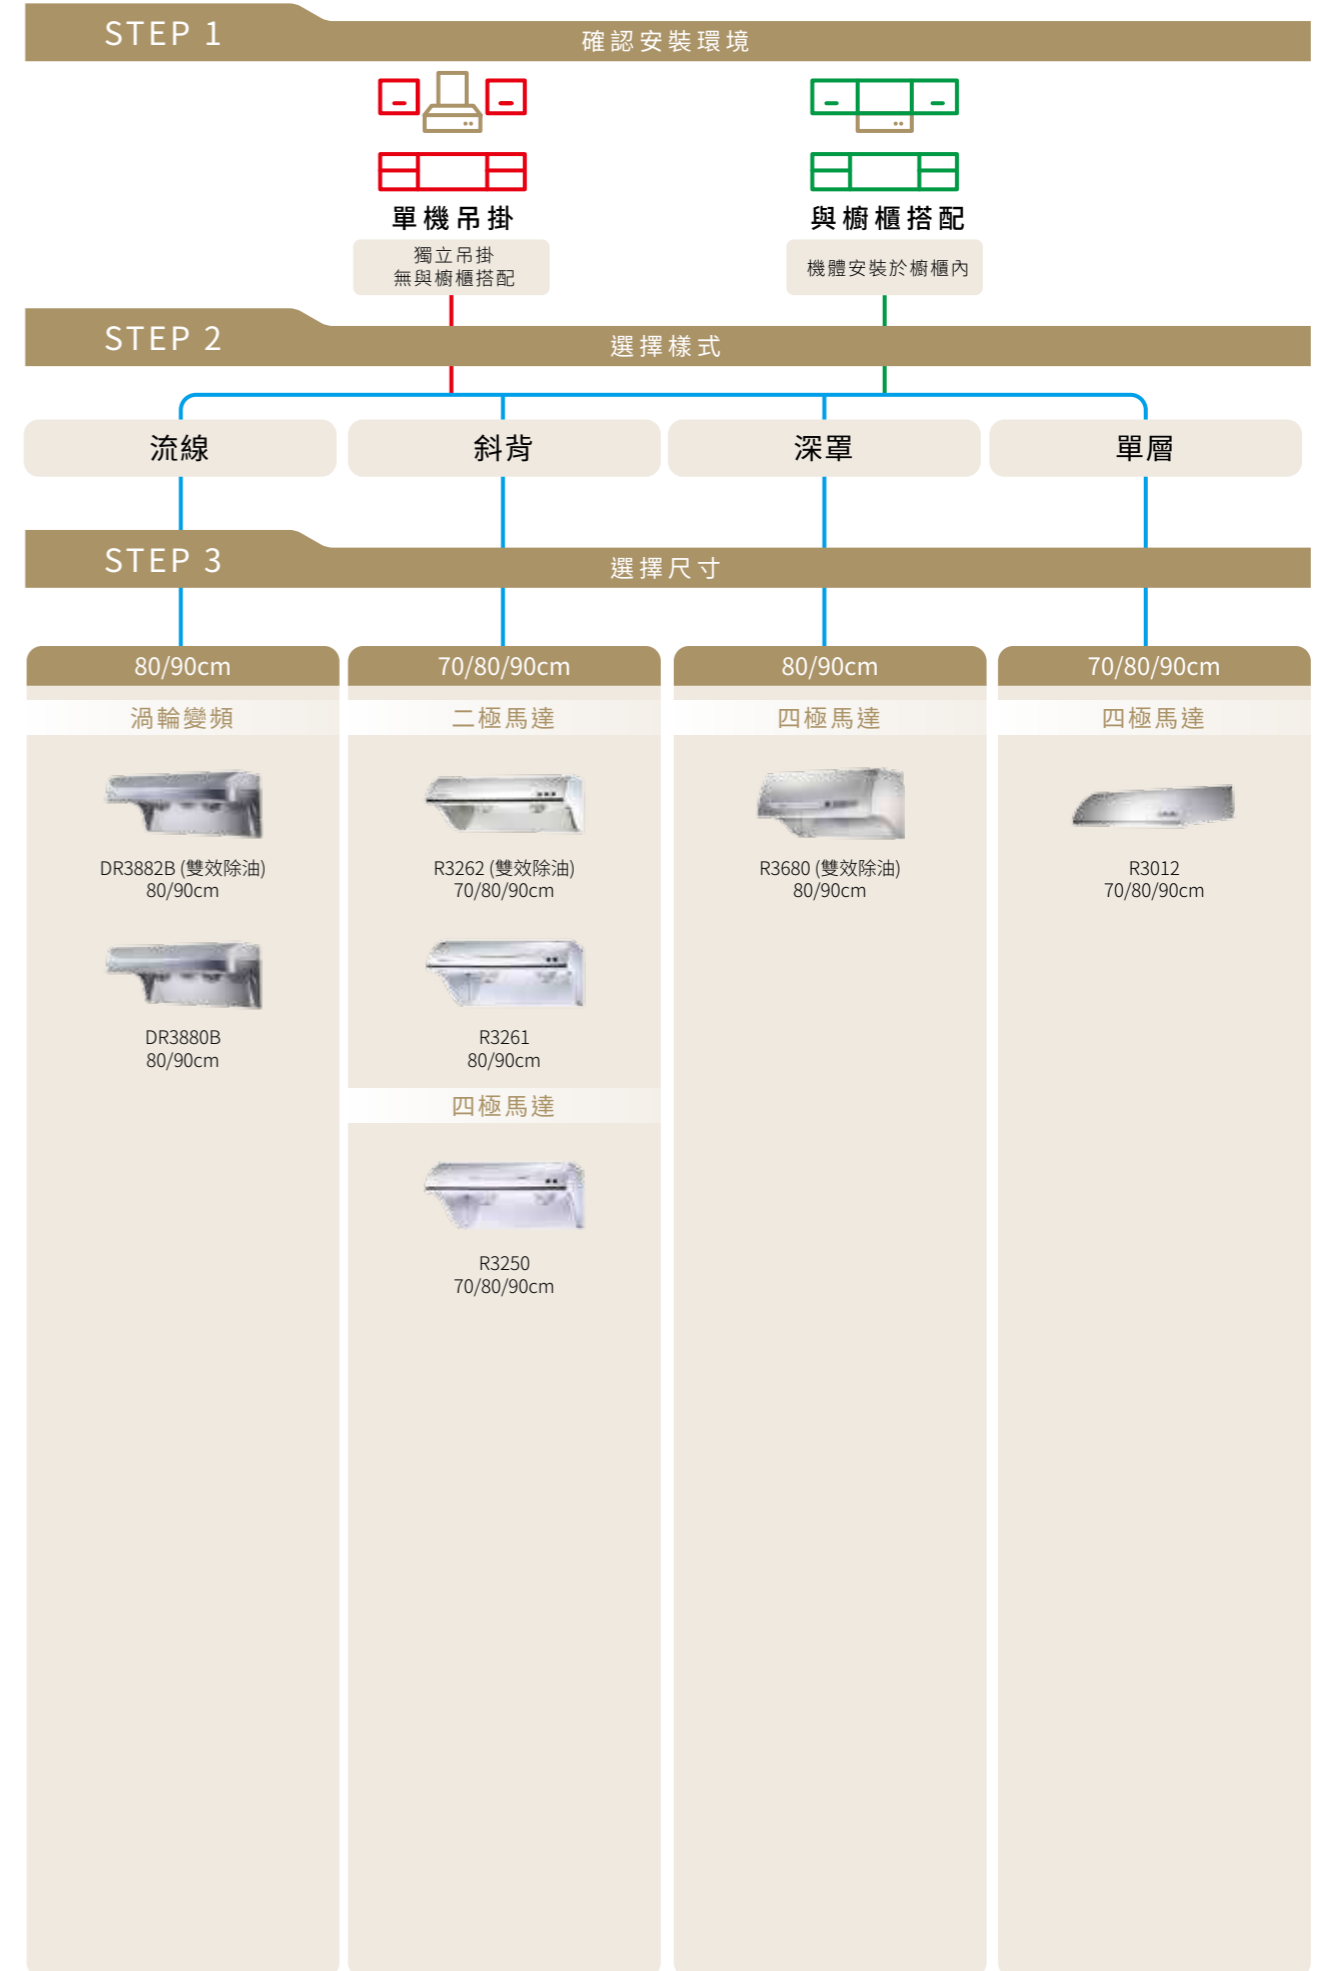 STEP 1
確認安裝環境
單機吊掛
獨立吊掛
無與櫥櫃搭配
與櫥櫃搭配
機體安裝於櫥櫃內
STEP 2
選擇樣式
流線
斜背
深罩
單層
STEP 3
選擇尺寸
80/90cm
渦輪變頻
DR3882B (雙效除油)
80/90cm
DR3880B
80/90cm
70/80/90cm
二極馬達
R3262 (雙效除油)
70/80/90cm
R3261
80/90cm
四極馬達
R3250
70/80/90cm
80/90cm
四極馬達
R3680 (雙效除油)
80/90cm
70/80/90cm
四極馬達
R3012
70/80/90cm